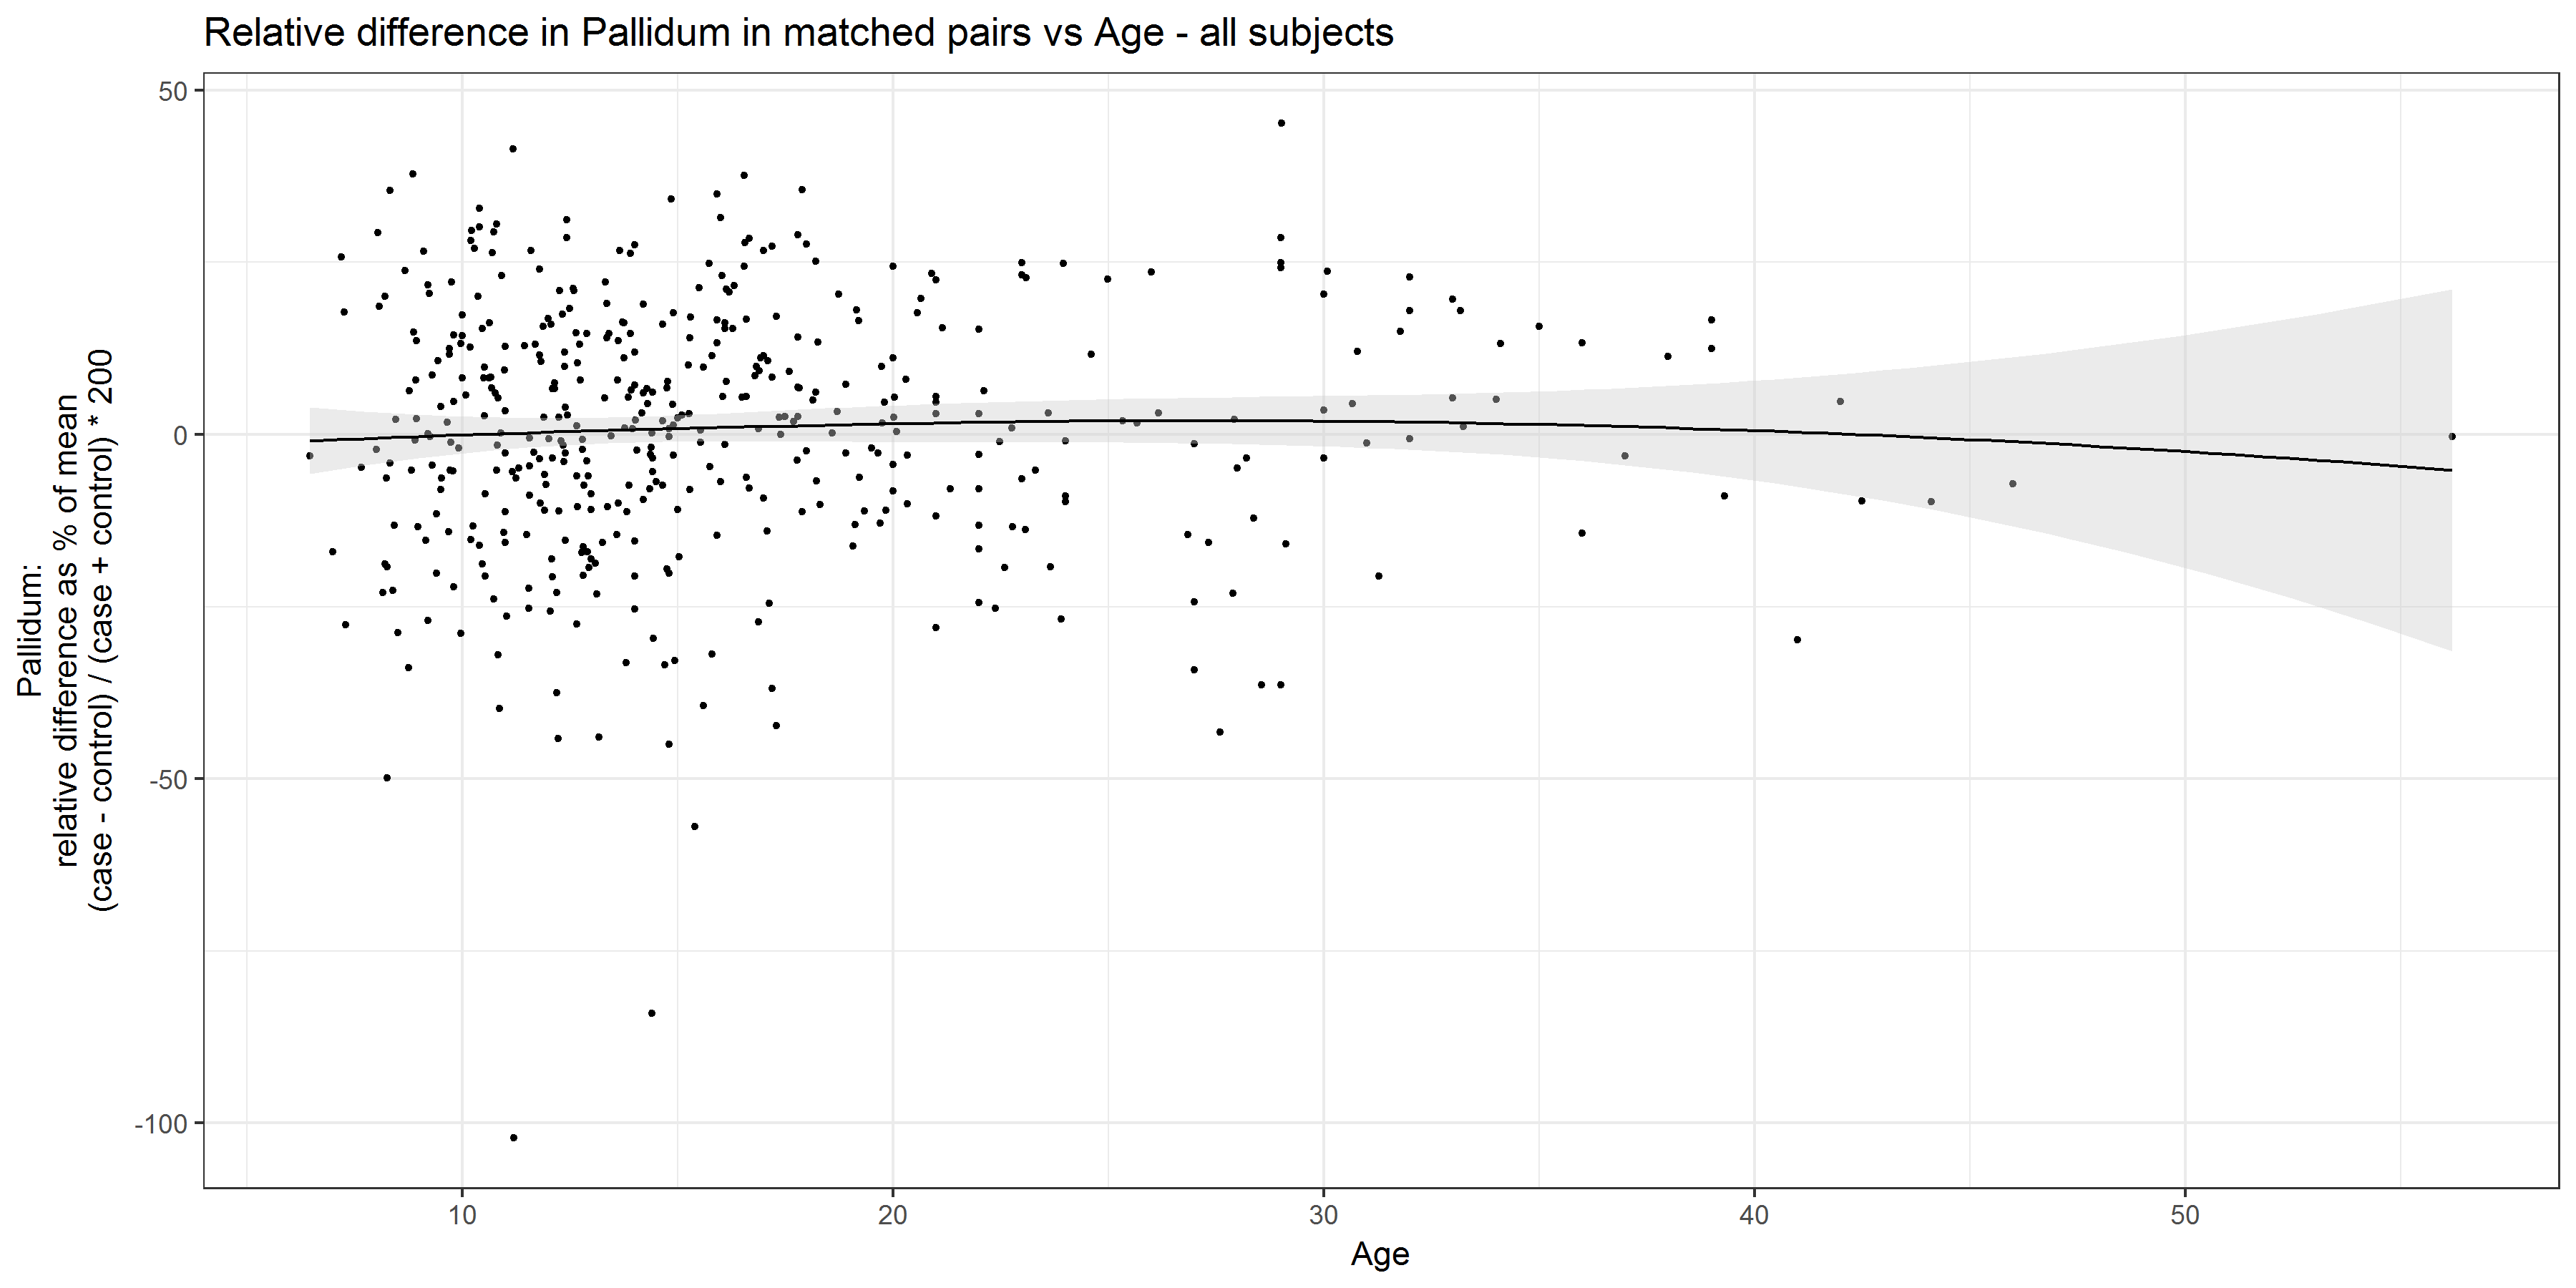 Relative difference in Pallidum in matched pairs vs Age - all subjects
Pallidum:
relative difference as % of mean
(case - control) / (case + control) * 200
50
0
-50
-100
10
20
30
40
50
Age